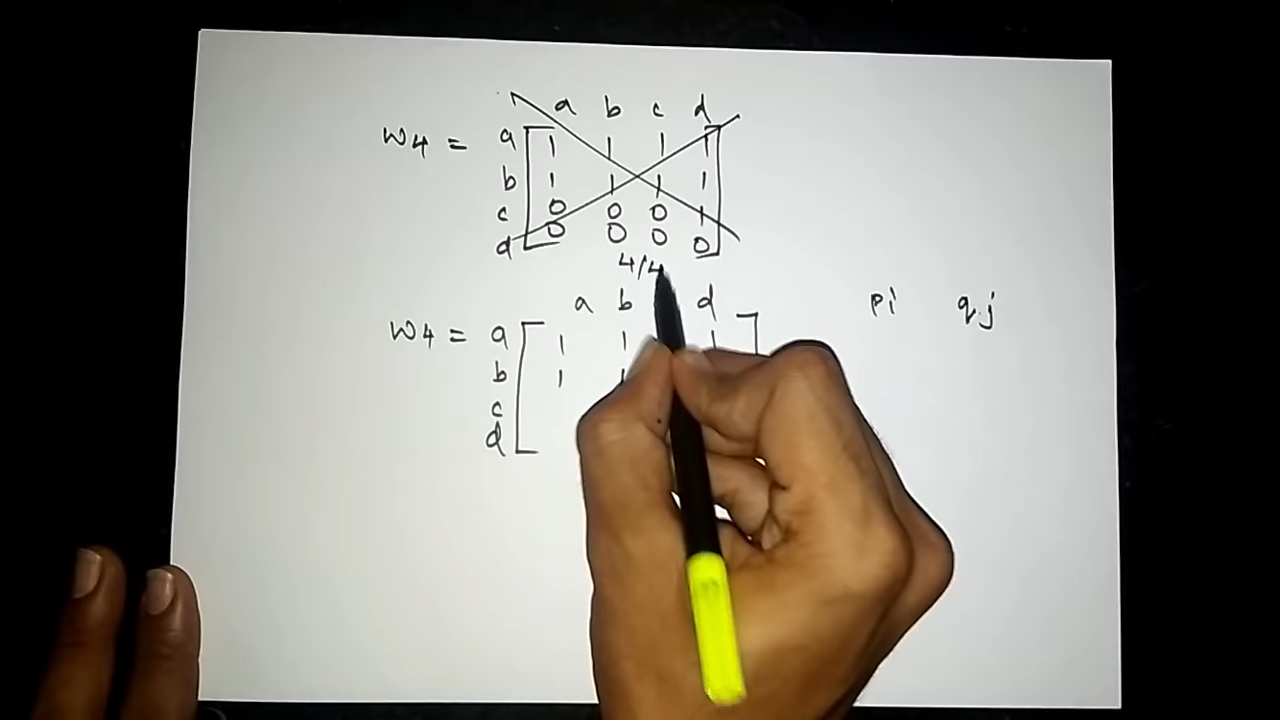 a b c d
W4 = a 1 1 1 1
b 1 1 1 1
c 0 0 0 1
d 0 0 0 0
4/4
a b d pi qj
W4 = a 1 1 1
b 1 1
c
d